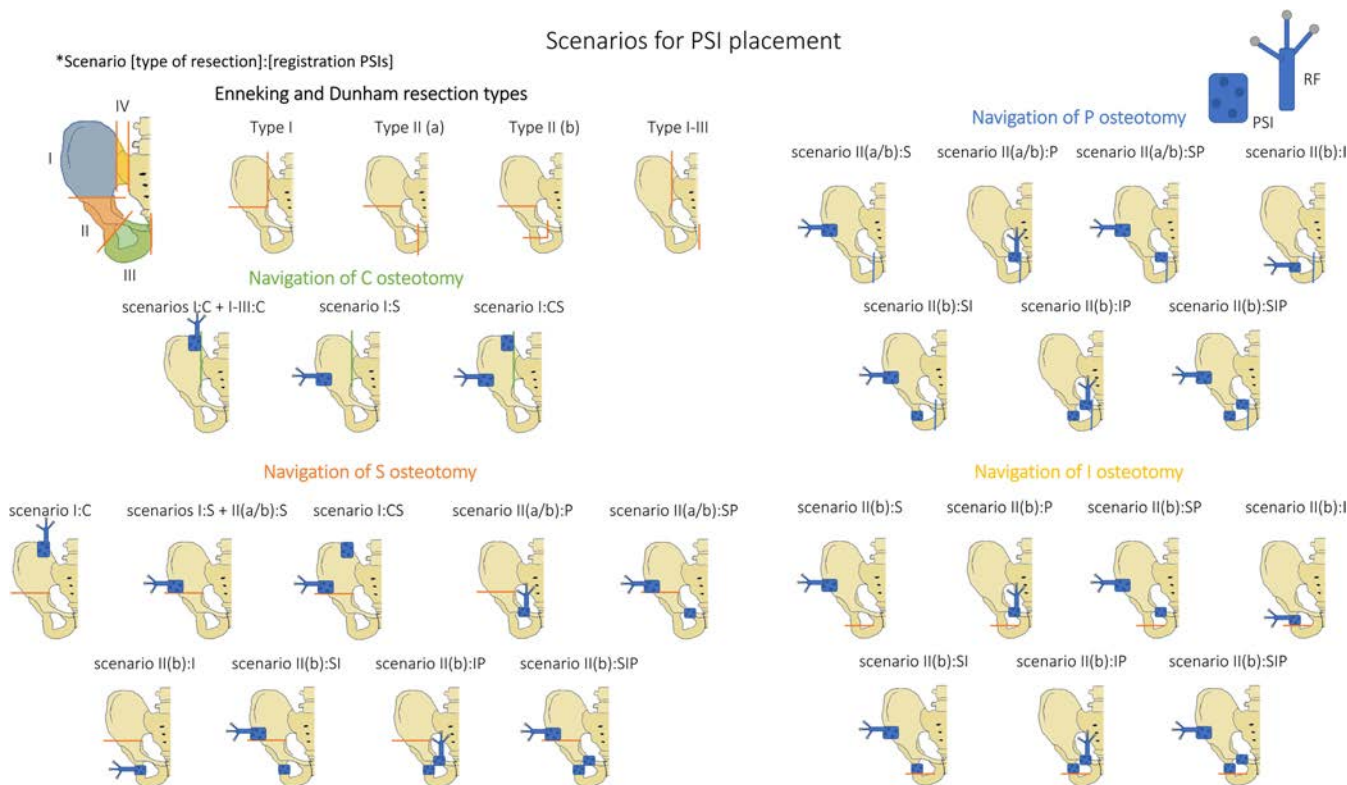 Scenarios for PSI placement
*Scenario [type of resection]:[registration PSIs]
Enneking and Dunham resection types
RF
PSI
IV
I
II
III
Type I
Type II (a)
Type II (b)
Type I-III
Navigation of C osteotomy
scenarios I:C + I-III:C
scenario I:S
scenario I:CS
Navigation of P osteotomy
scenario II(a/b):S
scenario II(a/b):P
scenario II(a/b):SP
scenario II(b):I
scenario II(b):SI
scenario II(b):IP
scenario II(b):SIP
Navigation of S osteotomy
scenario I:C
scenarios I:S + II(a/b):S
scenario I:CS
scenario II(a/b):P
scenario II(a/b):SP
scenario II(b):I
scenario II(b):SI
scenario II(b):IP
scenario II(b):SIP
Navigation of I osteotomy
scenario II(b):S
scenario II(b):P
scenario II(b):SP
scenario II(b):I
scenario II(b):SI
scenario II(b):IP
scenario II(b):SIP